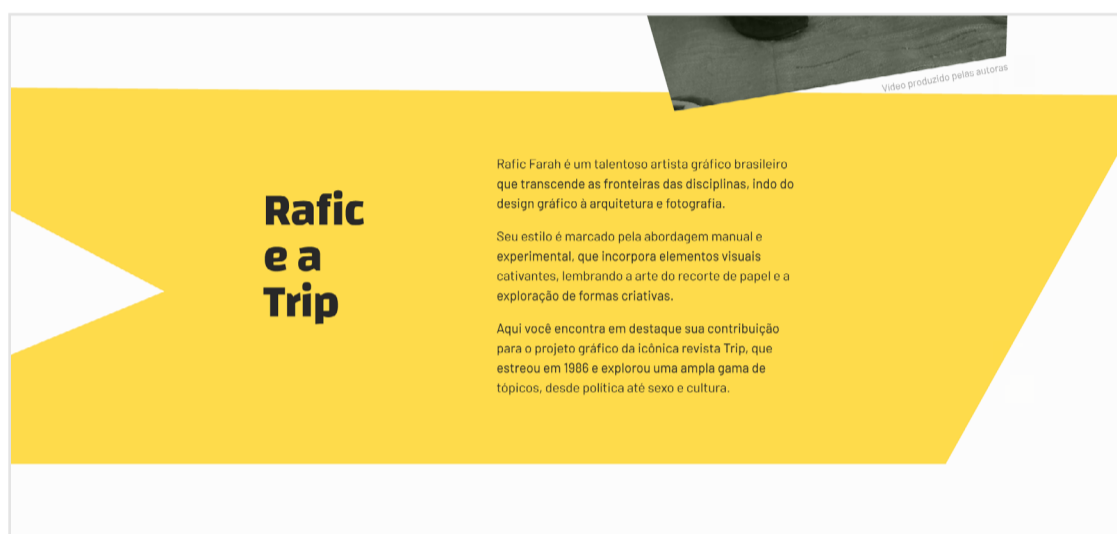 Vídeo produzido pelas autoras
Rafic
e a
Trip
Rafic Farah é um talentoso artista gráfico brasileiro
que transcende as fronteiras das disciplinas, indo do
design gráfico à arquitetura e fotografia.
Seu estilo é marcado pela abordagem manual e
experimental, que incorpora elementos visuais
cativantes, lembrando a arte do recorte de papel e a
exploração de formas criativas.
Aqui você encontra em destaque sua contribuição
para o projeto gráfico da icônica revista Trip, que
estreou em 1986 e explorou uma ampla gama de
tópicos, desde política até sexo e cultura.